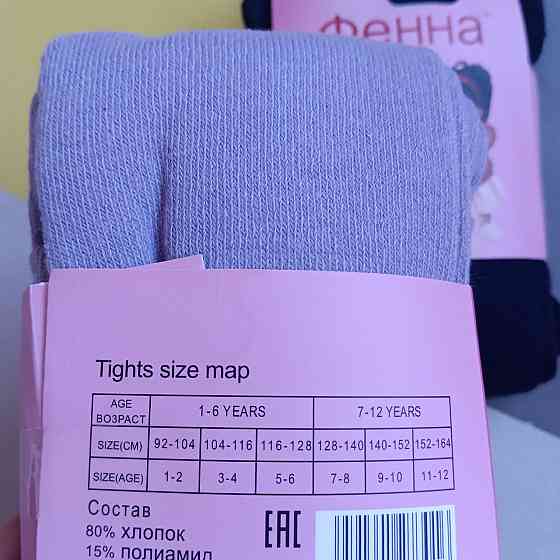 Фенна
Tights size map
AGE ВОЗРАСТ 1-6 YEARS 7-12 YEARS
SIZE(CM) 92-104 104-116 116-128 128-140 140-152 152-164
SIZE(AGE) 1-2 3-4 5-6 7-8 9-10 11-12
Состав
80% хлопок
15% полиамид
EAC